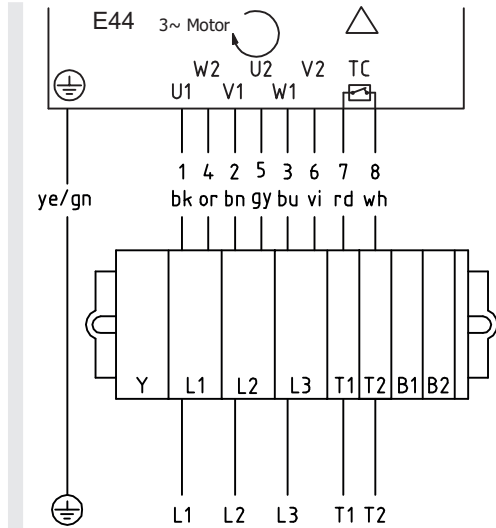 E44 3~ Motor
W2 U2 V2 TC
U1 V1 W1
1 4 2 5 3 6 7 8
ye/gn bk or bn gy bu vi rd wh
Y L1 L2 L3 T1 T2 B1 B2
L1 L2 L3 T1 T2